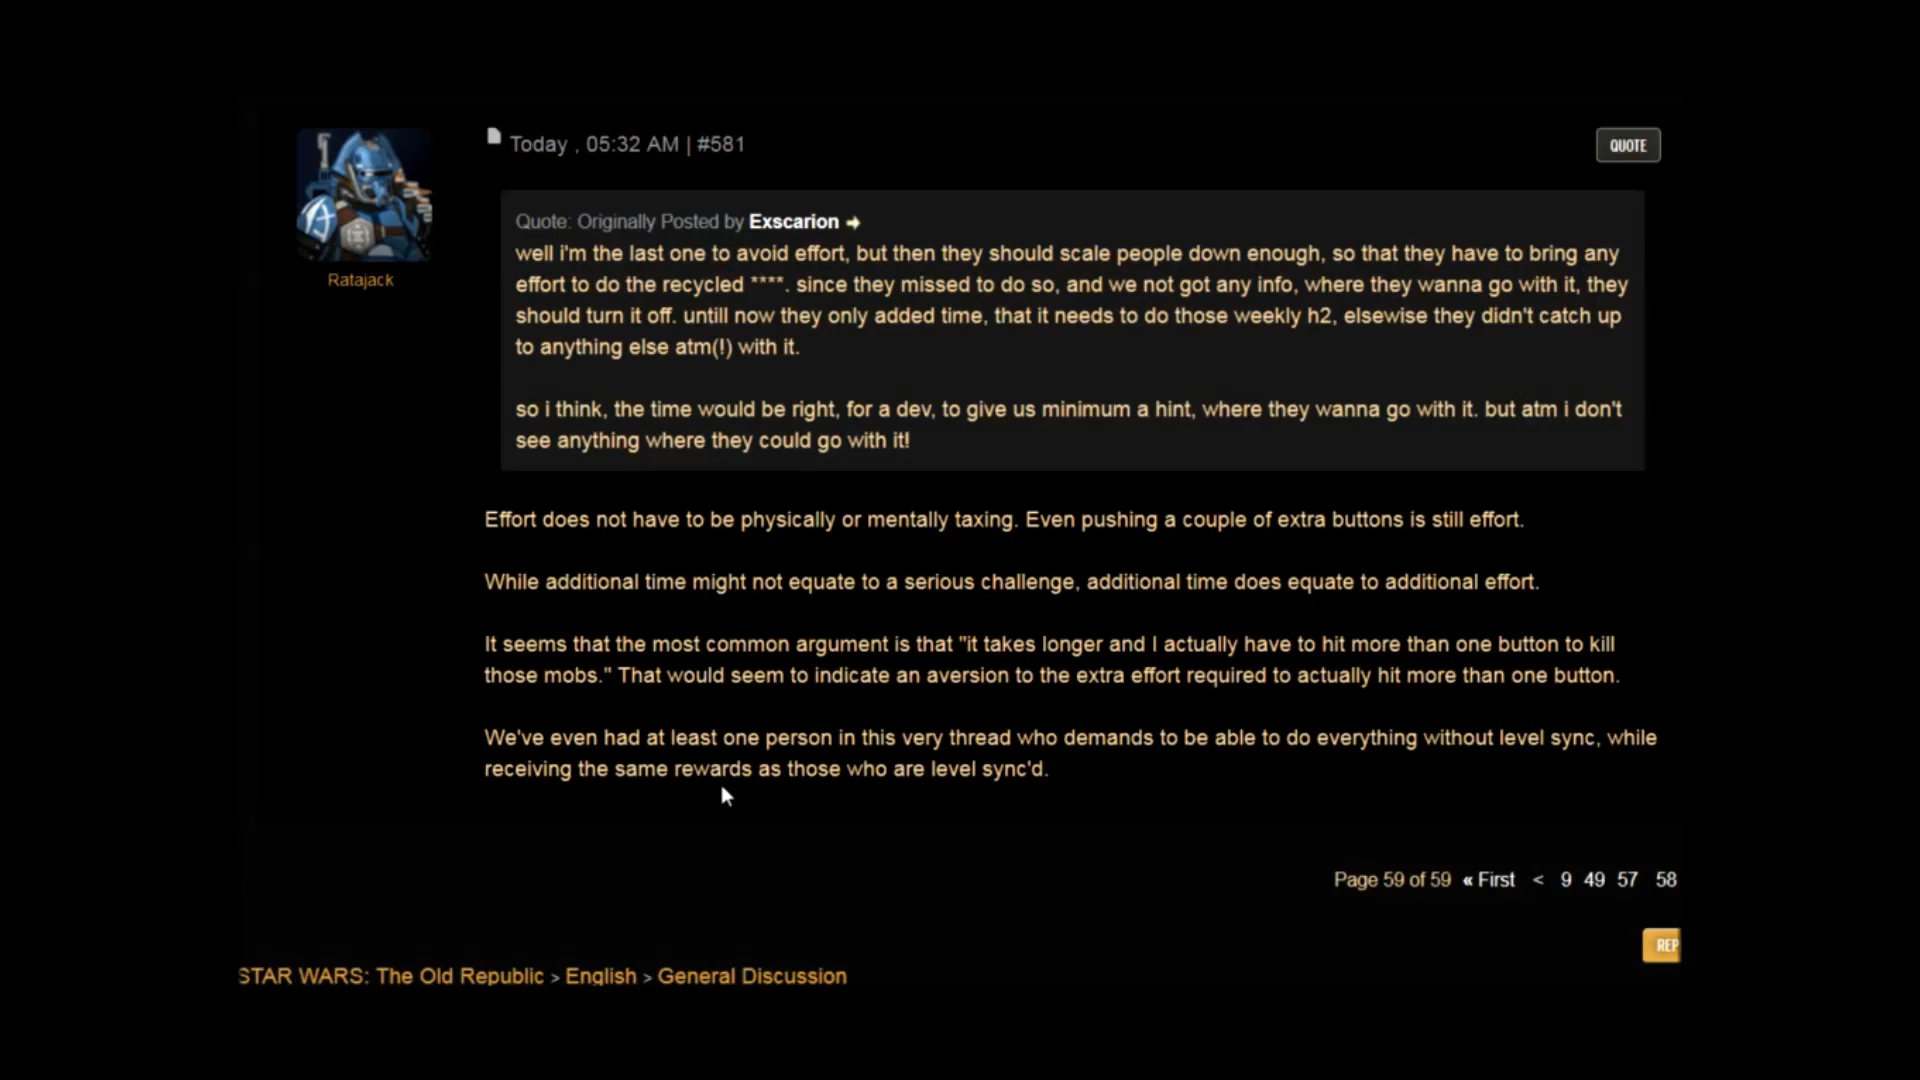 Today , 05:32 AM | #581
QUOTE
Ratajack
Quote: Originally Posted by Exscarion
well i'm the last one to avoid effort, but then they should scale people down enough, so that they have to bring any
effort to do the recycled ****. since they missed to do so, and we not got any info, where they wanna go with it, they
should turn it off. untill now they only added time, that it needs to do those weekly h2, elsewise they didn't catch up
to anything else atm(!) with it.
so i think, the time would be right, for a dev, to give us minimum a hint, where they wanna go with it. but atm i don't
see anything where they could go with it!
Effort does not have to be physically or mentally taxing. Even pushing a couple of extra buttons is still effort.
While additional time might not equate to a serious challenge, additional time does equate to additional effort.
It seems that the most common argument is that "it takes longer and I actually have to hit more than one button to kill
those mobs." That would seem to indicate an aversion to the extra effort required to actually hit more than one button.
We've even had at least one person in this very thread who demands to be able to do everything without level sync, while
receiving the same rewards as those who are level sync'd.
Page 59 of 59 « First < 9 49 57 58
REP
STAR WARS: The Old Republic > English > General Discussion